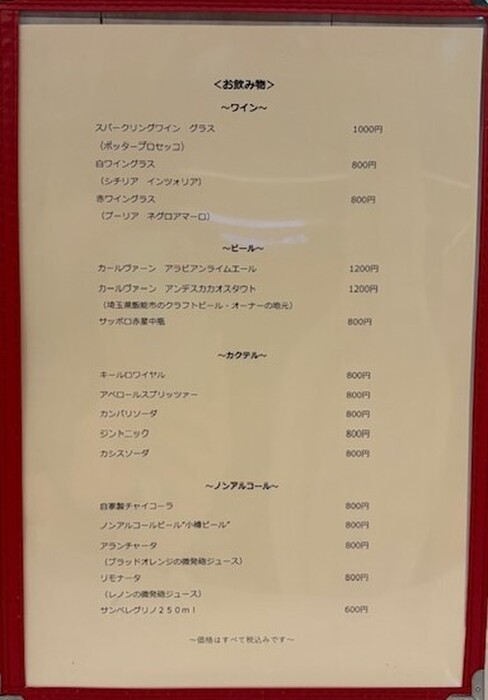 <お飲み物>
～ワイン～
スパークリングワイン　グラス 1000円
（ポッタープロセッコ）
白ワイングラス 800円
（シチリア　インツォリア）
赤ワイングラス 800円
（プーリア　ネグロアマーロ）
～ビール～
カールヴァーン　アラビアンライムエール 1200円
カールヴァーン　アンデスカカオスタウト 1200円
（埼玉県飯能市のクラフトビール・オーナーの地元）
サッポロ赤星中瓶 800円
～カクテル～
キールロワイヤル 800円
アペロールスプリッツァー 800円
カンパリソーダ 800円
ジントニック 800円
カシスソーダ 800円
～ノンアルコール～
自家製チャイコーラ 800円
ノンアルコールビール"小樽ビール" 800円
アランチャータ 800円
（ブラッドオレンジの微発砲ジュース）
リモナータ 800円
（レノンの微発砲ジュース）
サンペレグリノ２５０ｍｌ 600円
～価格はすべて税込みです～